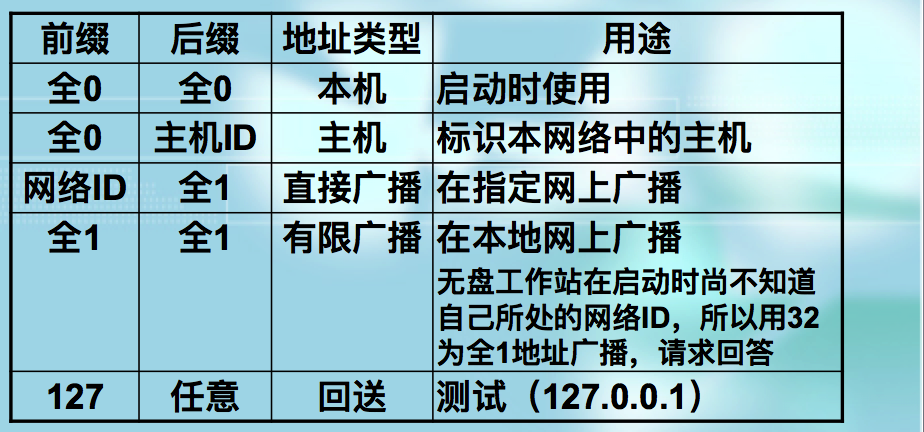 前缀 后缀 地址类型 用途
全0 全0 本机 启动时使用
全0 主机ID 主机 标识本网络中的主机
网络ID 全1 直接广播 在指定网上广播
全1 全1 有限广播 在本地网上广播
无盘工作站在启动时尚不知道
自己所处的网络ID，所以用32
为全1地址广播，请求回答
127 任意 回送 测试（127.0.0.1）